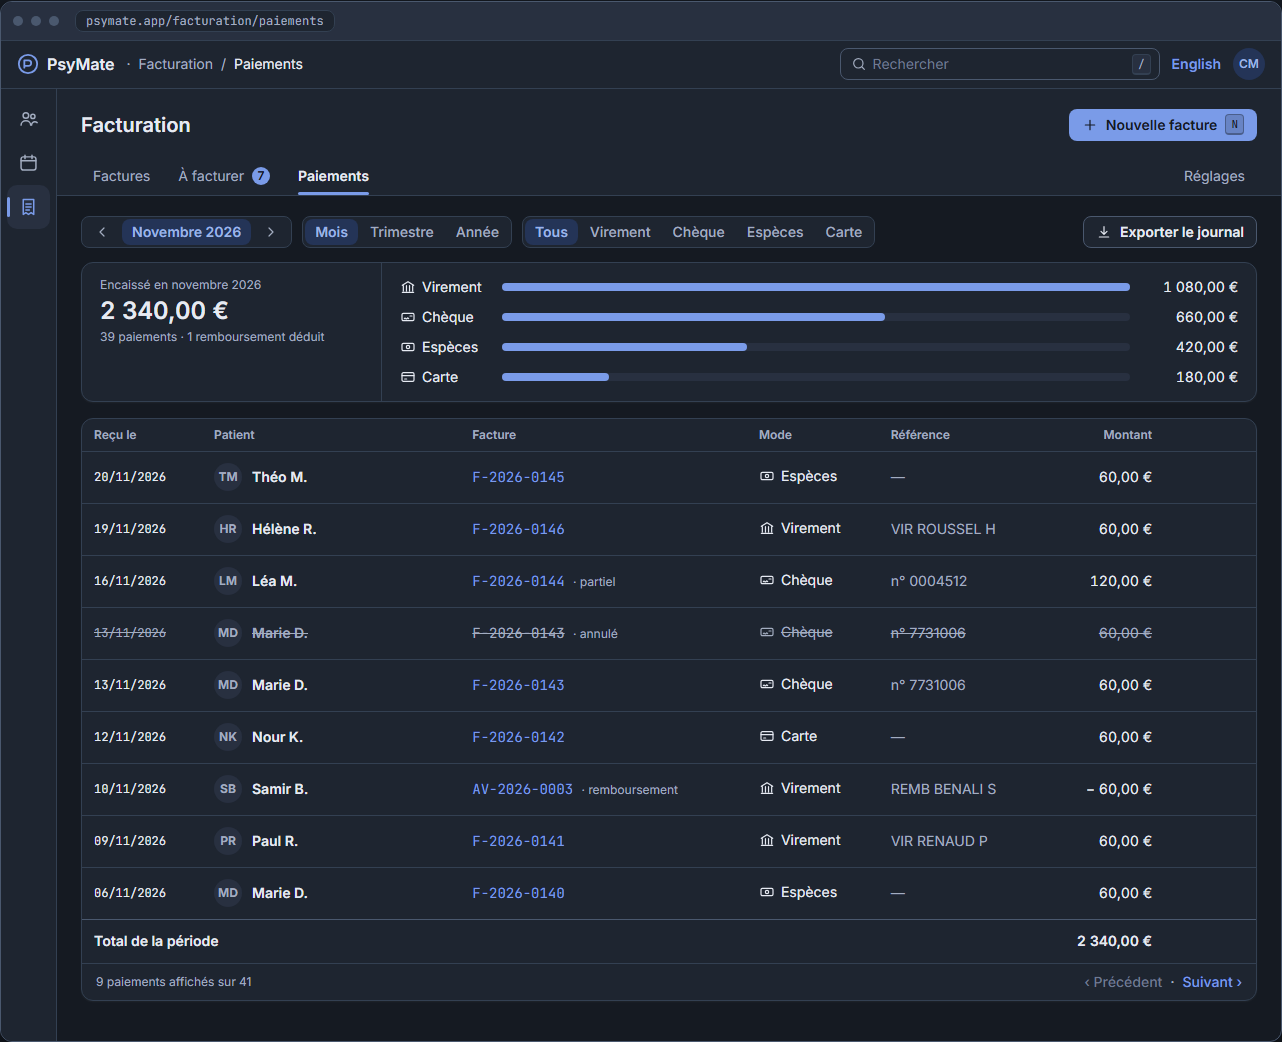 psymate.app/facturation/paiements
PsyMate · Facturation / Paiements
Rechercher /
English
CM
Facturation
+ Nouvelle facture N
Factures
À facturer 7
Paiements
Réglages
‹ Novembre 2026 ›
Mois Trimestre Année
Tous Virement Chèque Espèces Carte
Exporter le journal
Encaissé en novembre 2026
2 340,00 €
39 paiements · 1 remboursement déduit
Virement 1 080,00 €
Chèque 660,00 €
Espèces 420,00 €
Carte 180,00 €
Reçu le Patient Facture Mode Référence Montant
20/11/2026 TM Théo M. F-2026-0145 Espèces — 60,00 €
19/11/2026 HR Hélène R. F-2026-0146 Virement VIR ROUSSEL H 60,00 €
16/11/2026 LM Léa M. F-2026-0144 · partiel Chèque n° 0004512 120,00 €
13/11/2026 MD Marie D. F-2026-0143 · annulé Chèque n° 7731006 60,00 €
13/11/2026 MD Marie D. F-2026-0143 Chèque n° 7731006 60,00 €
12/11/2026 NK Nour K. F-2026-0142 Carte — 60,00 €
10/11/2026 SB Samir B. AV-2026-0003 · remboursement Virement REMB BENALI S − 60,00 €
09/11/2026 PR Paul R. F-2026-0141 Virement VIR RENAUD P 60,00 €
06/11/2026 MD Marie D. F-2026-0140 Espèces — 60,00 €
Total de la période 2 340,00 €
9 paiements affichés sur 41
‹ Précédent · Suivant ›